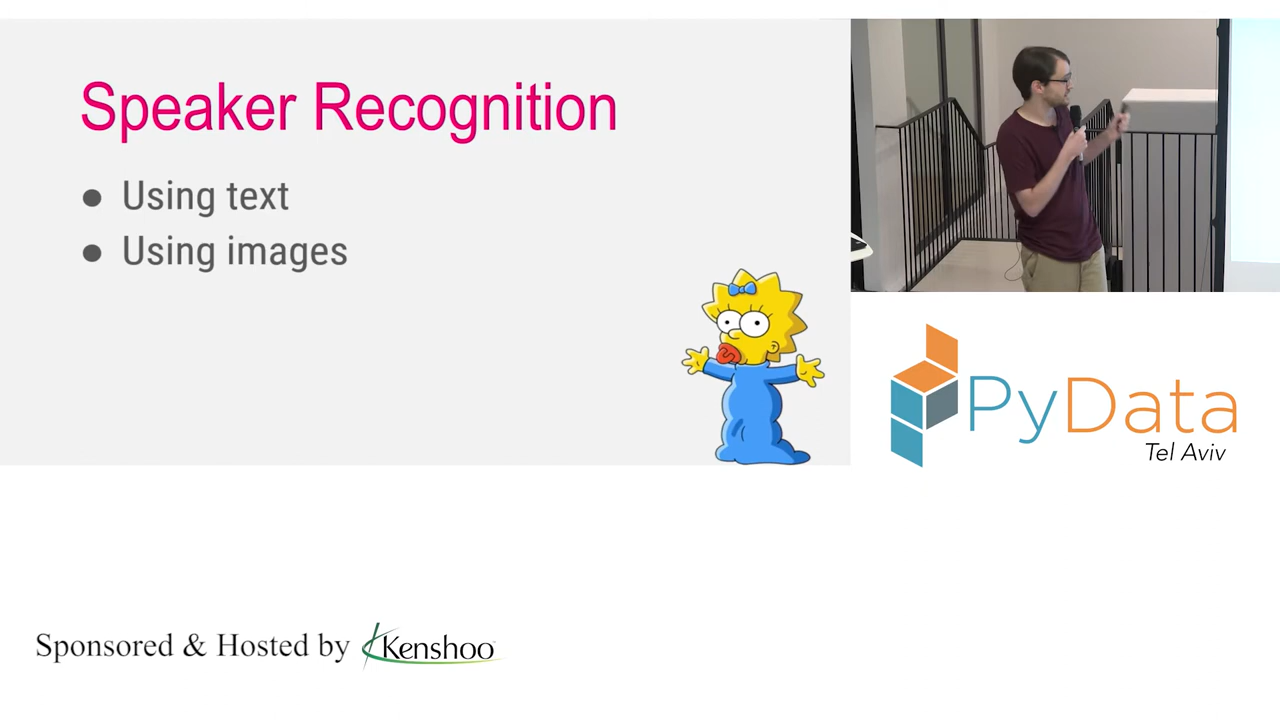 Speaker Recognition
● Using text
● Using images
PyData
Tel Aviv
Sponsored & Hosted by Kenshoo